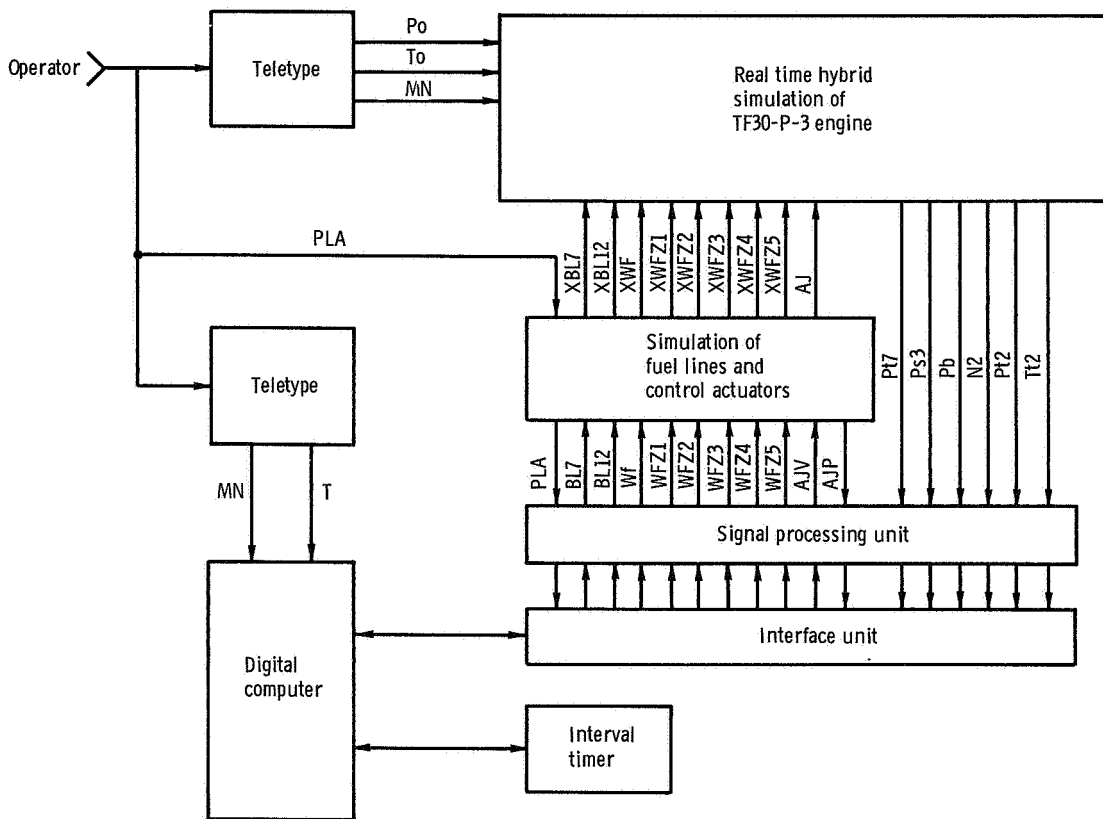 Operator
Teletype
Po
To
MN
Real time hybrid
simulation of
TF30-P-3 engine
PLA
XBL7
XBL12
XWF
XWFZ1
XWFZ2
XWFZ3
XWFZ4
XWFZ5
AJ
Teletype
Simulation of
fuel lines and
control actuators
Pt7
Ps3
Pb
N2
Pt2
Tt2
MN
T
PLA
BL7
BL12
Wf
WFZ1
WFZ2
WFZ3
WFZ4
WFZ5
AJV
AJP
Signal processing unit
Interface unit
Digital
computer
Interval
timer